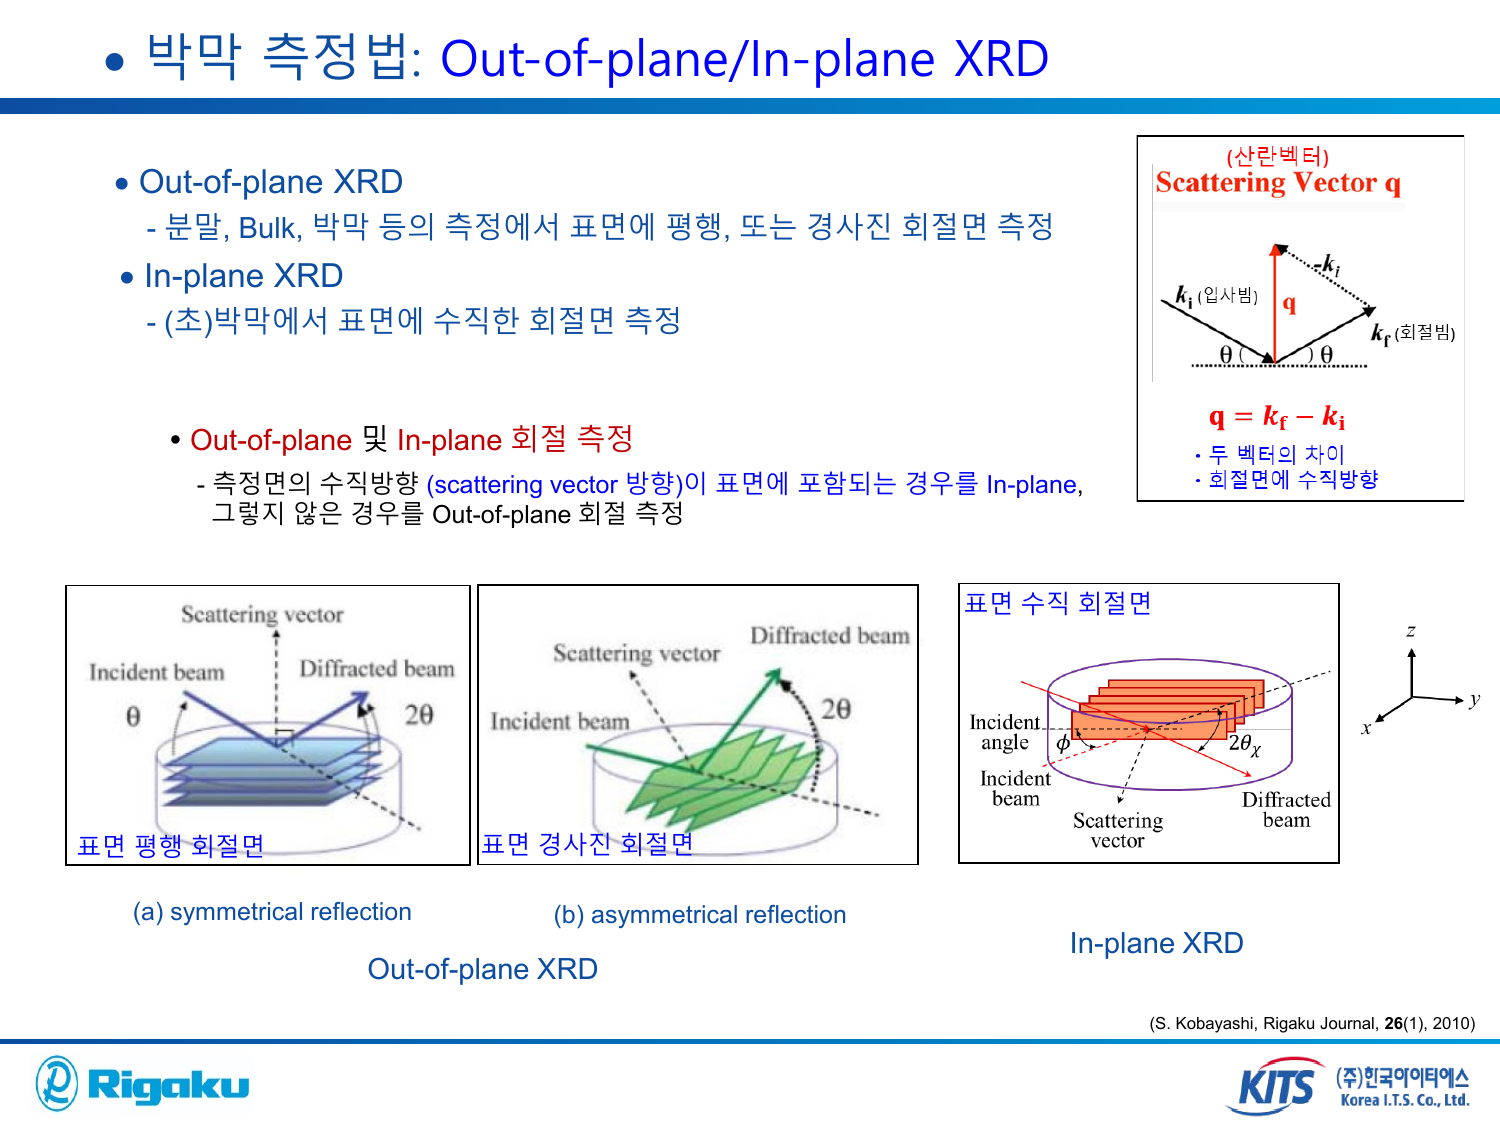 • 박막 측정법: Out-of-plane/In-plane XRD
• Out-of-plane XRD
- 분말, Bulk, 박막 등의 측정에서 표면에 평행, 또는 경사진 회절면 측정
• In-plane XRD
- (초)박막에서 표면에 수직한 회절면 측정
(산란벡터)
Scattering Vector q
-ki
ki (입사빔)
q
kf (회절빔)
θ ( ) θ
q = kf − ki
· 두 벡터의 차이
· 회절면에 수직방향
• Out-of-plane 및 In-plane 회절 측정
- 측정면의 수직방향 (scattering vector 방향)이 표면에 포함되는 경우를 In-plane,
그렇지 않은 경우를 Out-of-plane 회절 측정
Scattering vector
Incident beam
Diffracted beam
θ
2θ
표면 평행 회절면
Diffracted beam
Scattering vector
Incident beam
2θ
표면 경사진 회절면
표면 수직 회절면
Incident
angle
ϕ
2θχ
Incident
beam
Scattering
vector
Diffracted
beam
z
y
x
(a) symmetrical reflection
(b) asymmetrical reflection
Out-of-plane XRD
In-plane XRD
(S. Kobayashi, Rigaku Journal, 26(1), 2010)
Rigaku
KITS
(주)한국아이티에스
Korea I.T.S. Co., Ltd.